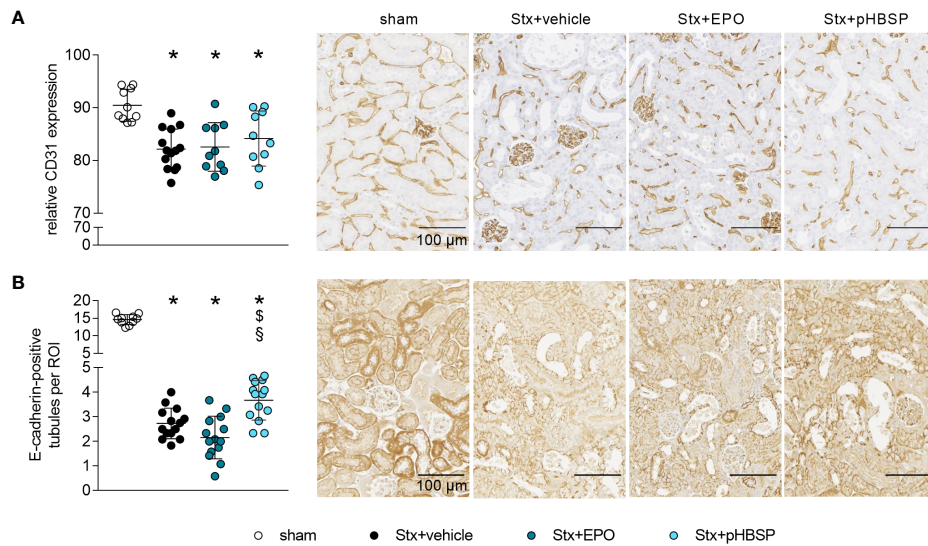 A
sham
Stx+vehicle
Stx+EPO
Stx+pHBSP
relative CD31 expression
100
90
80
70
70
0
* * *
100 µm
B
E-cadherin-positive
tubules per ROI
20
15
10
5
5
4
3
2
1
0
* * *
$
§
100 µm
sham
Stx+vehicle
Stx+EPO
Stx+pHBSP